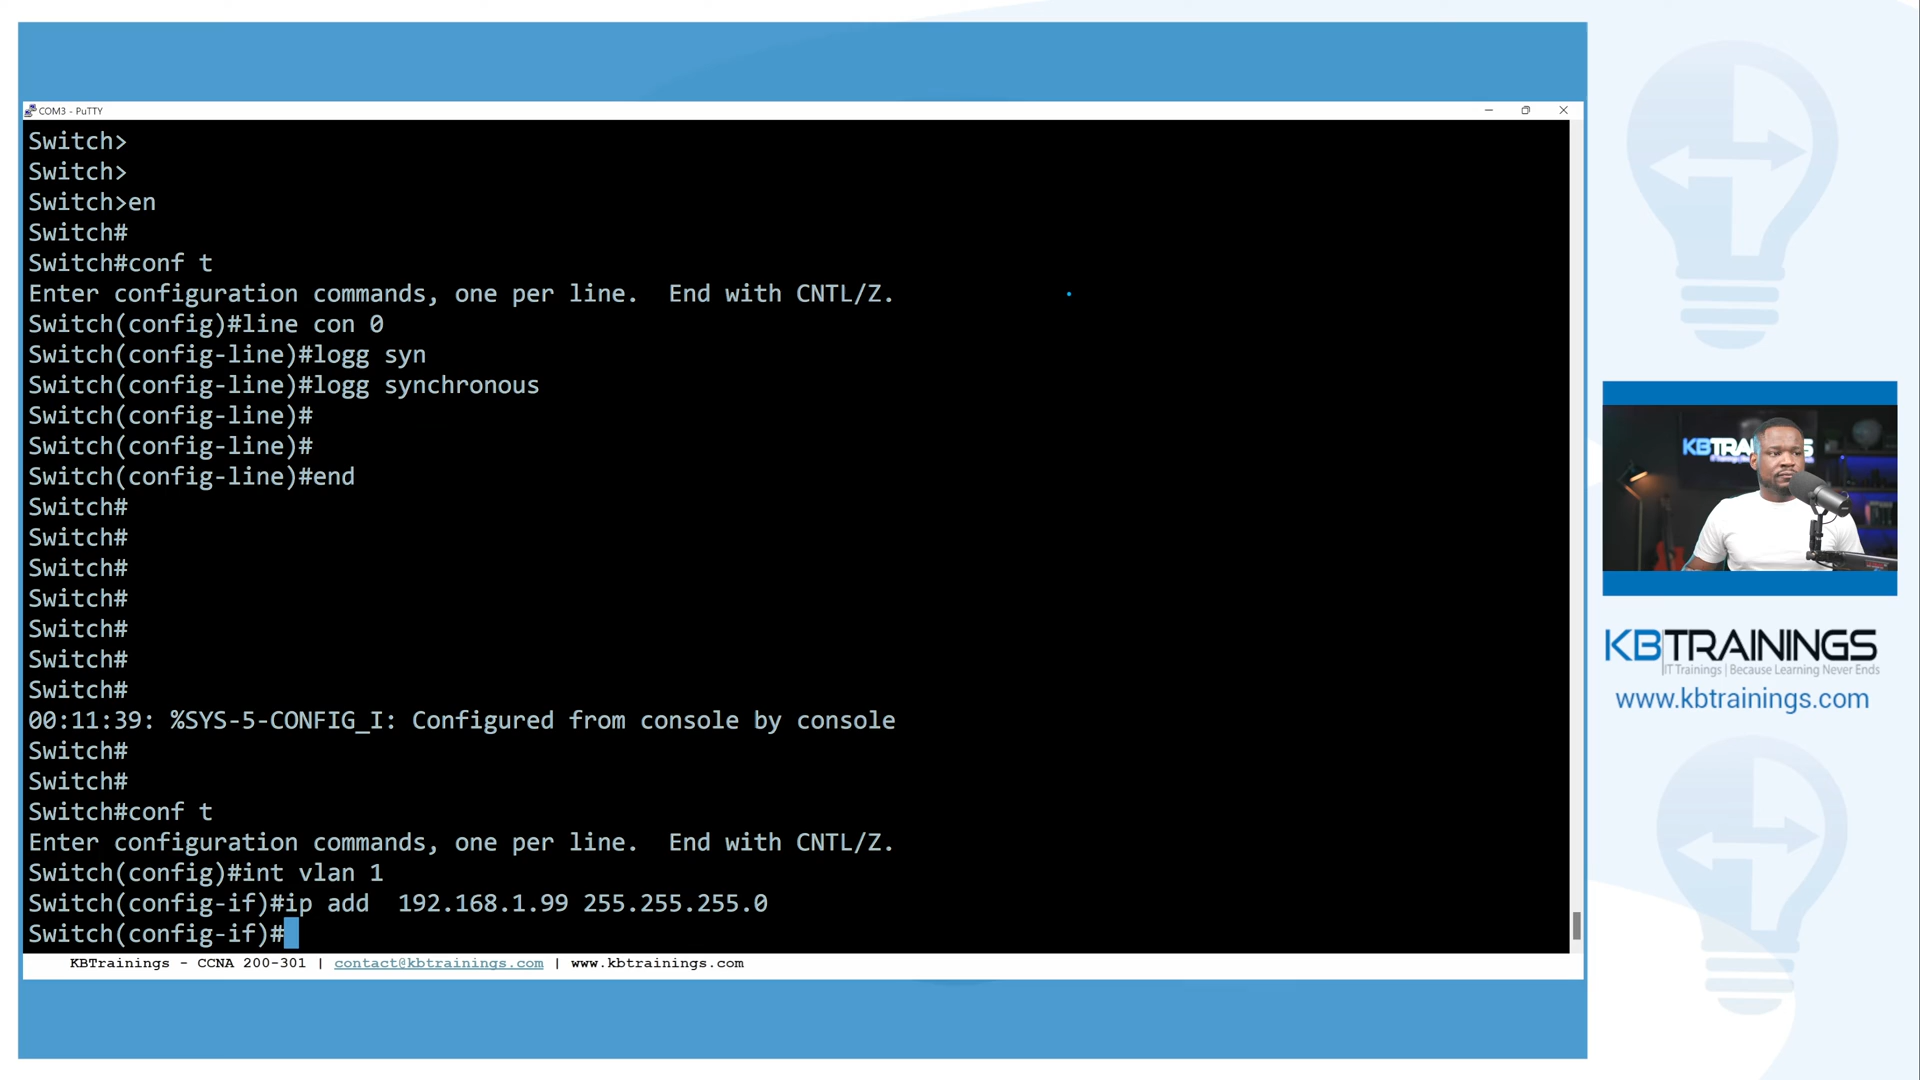 COM3 - PuTTY
Switch>
Switch>
Switch>en
Switch#
Switch#conf t
Enter configuration commands, one per line.  End with CNTL/Z.
Switch(config)#line con 0
Switch(config-line)#logg syn
Switch(config-line)#logg synchronous
Switch(config-line)#
Switch(config-line)#
Switch(config-line)#end
Switch#
Switch#
Switch#
Switch#
Switch#
Switch#
Switch#
00:11:39: %SYS-5-CONFIG_I: Configured from console by console
Switch#
Switch#
Switch#conf t
Enter configuration commands, one per line.  End with CNTL/Z.
Switch(config)#int vlan 1
Switch(config-if)#ip add  192.168.1.99 255.255.255.0
Switch(config-if)#
KBTrainings - CCNA 200-301 | contact@kbtrainings.com | www.kbtrainings.com
KBTRAININGS
IT Trainings | Because Learning Never Ends
www.kbtrainings.com